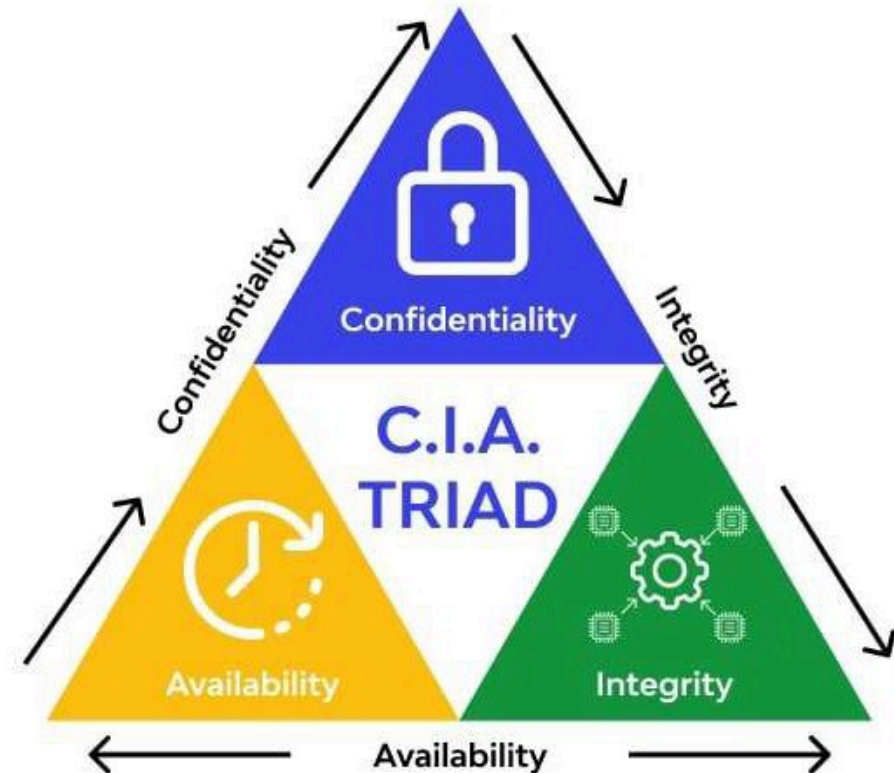 Confidentiality
Integrity
Confidentiality
C.I.A.
TRIAD
Availability
Integrity
Availability